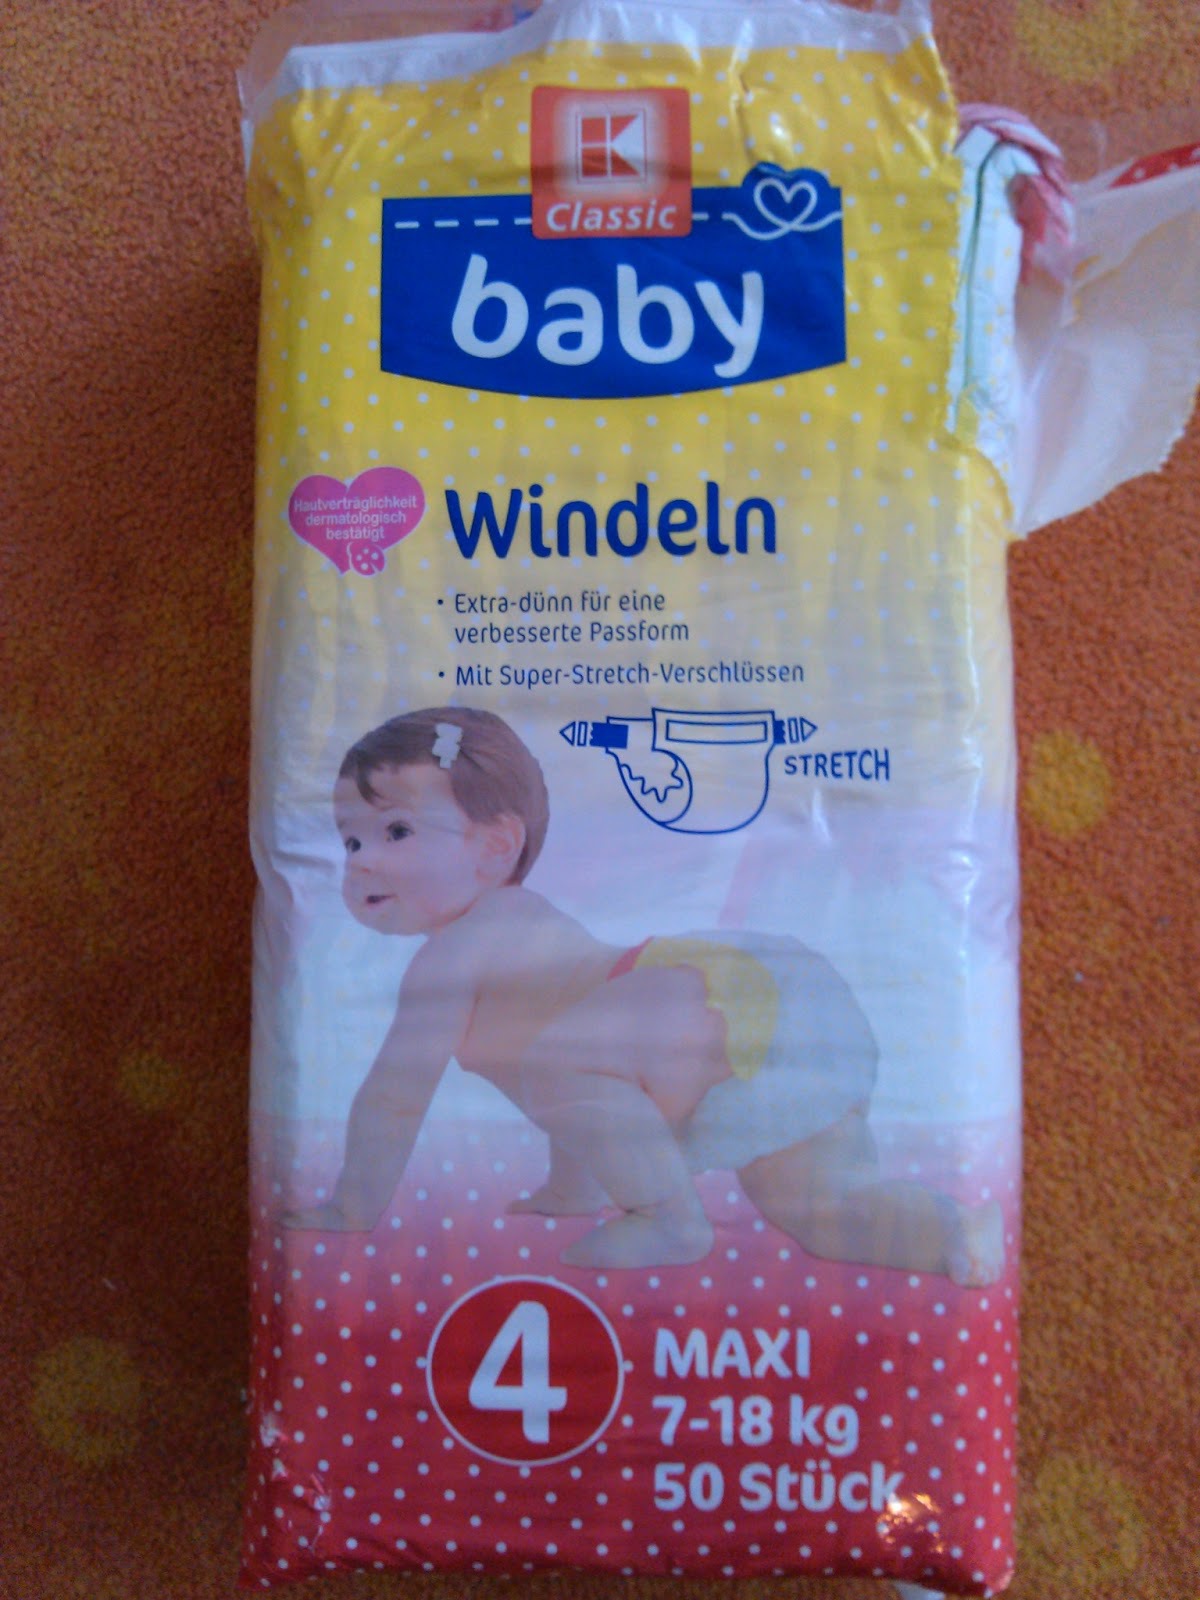 K
Classic
baby
Hautverträglichkeit
dermatologisch
bestätigt
Windeln
• Extra-dünn für eine
verbesserte Passform
• Mit Super-Stretch-Verschlüssen
STRETCH
4
MAXI
7-18 kg
50 Stück